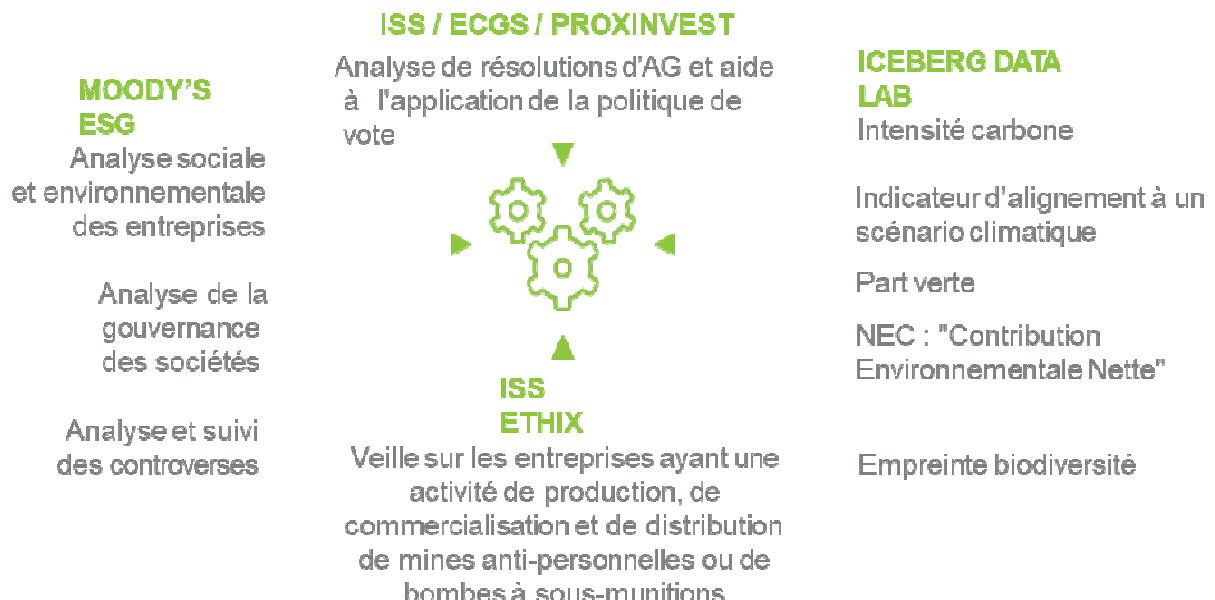 ISS / ECGS / PROXINVEST
Analyse de résolutions d'AG et aide
à l'application de la politique de
vote
MOODY'S
ESG
Analyse sociale
et environnementale
des entreprises
Analyse de la
gouvernance
des sociétés
Analyse et suivi
des controverses
ICEBERG DATA
LAB
Intensité carbone
Indicateur d'alignement à un
scénario climatique
Part verte
NEC : "Contribution
Environnementale Nette"
Empreinte biodiversité
ISS
ETHIX
Veille sur les entreprises ayant une
activité de production, de
commercialisation et de distribution
de mines anti-personnelles ou de
bombes à sous-munitions